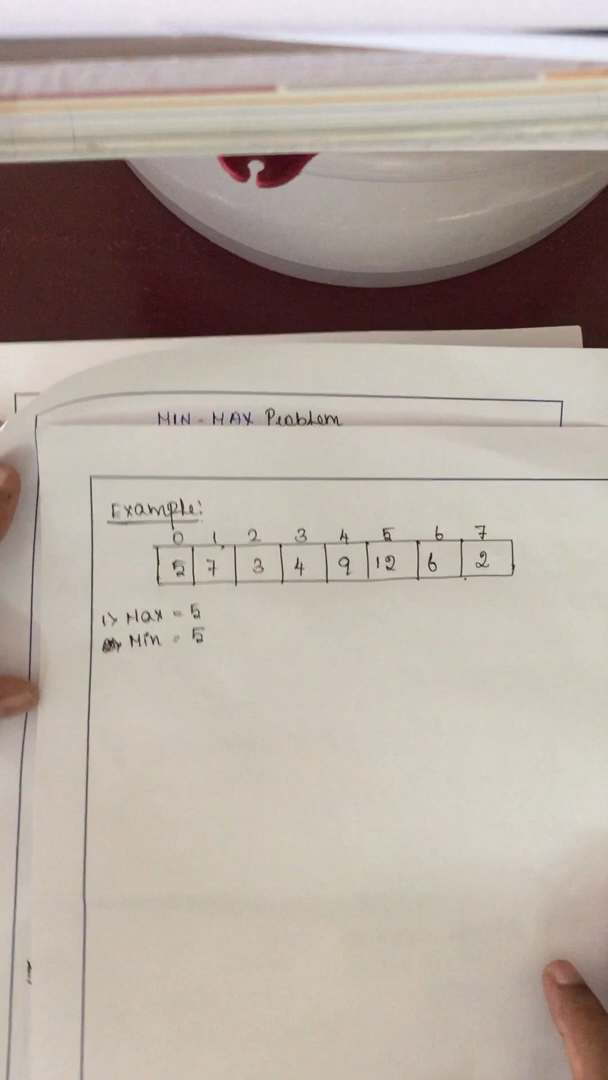 MIN - MAX Problem
Example:
0 1 2 3 4 5 6 7
5 7 3 4 9 12 6 2
1) Max = 5
Min = 5